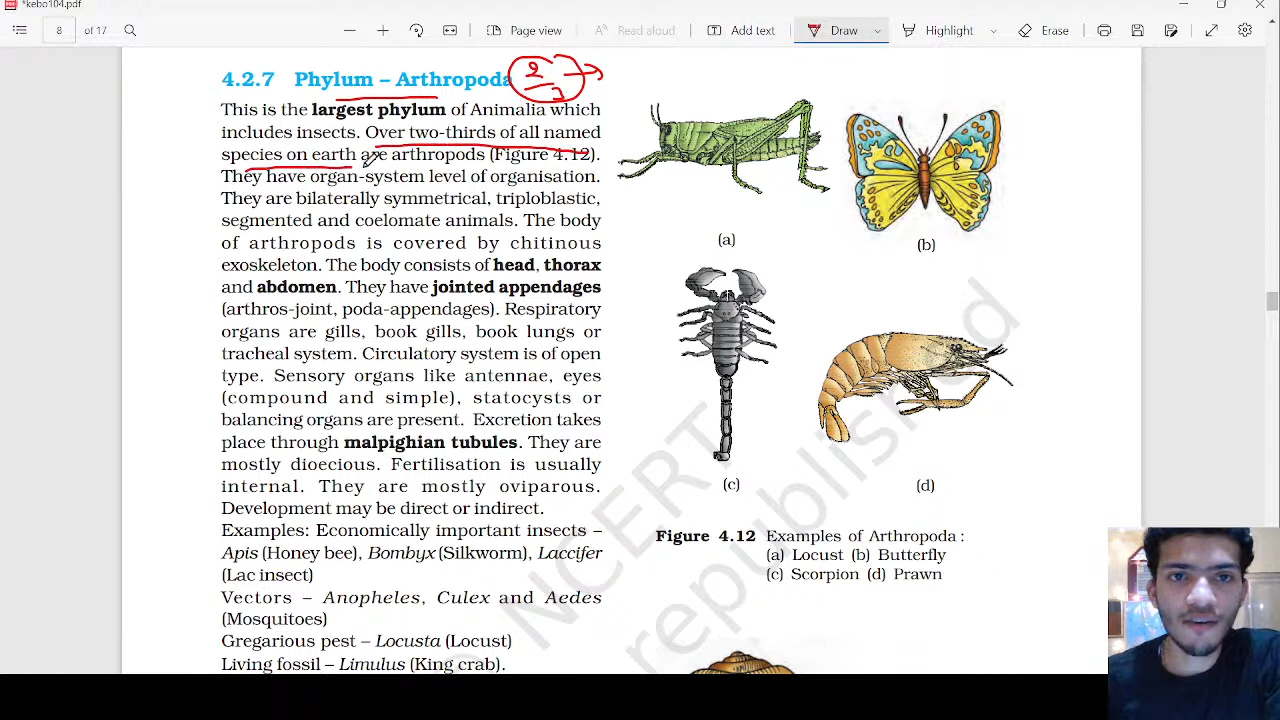 *kebo104.pdf
8 of 17
Page view
Read aloud
Add text
Draw
Highlight
Erase
4.2.7 Phylum – Arthropoda
2
3
This is the largest phylum of Animalia which
includes insects. Over two-thirds of all named
species on earth are arthropods (Figure 4.12).
They have organ-system level of organisation.
They are bilaterally symmetrical, triploblastic,
segmented and coelomate animals. The body
of arthropods is covered by chitinous
exoskeleton. The body consists of head, thorax
and abdomen. They have jointed appendages
(arthros-joint, poda-appendages). Respiratory
organs are gills, book gills, book lungs or
tracheal system. Circulatory system is of open
type. Sensory organs like antennae, eyes
(compound and simple), statocysts or
balancing organs are present. Excretion takes
place through malpighian tubules. They are
mostly dioecious. Fertilisation is usually
internal. They are mostly oviparous.
Development may be direct or indirect.
Examples: Economically important insects –
Apis (Honey bee), Bombyx (Silkworm), Laccifer
(Lac insect)
Vectors – Anopheles, Culex and Aedes
(Mosquitoes)
Gregarious pest – Locusta (Locust)
Living fossil – Limulus (King crab).
(a)
(b)
(c)
(d)
Figure 4.12 Examples of Arthropoda :
(a) Locust (b) Butterfly
(c) Scorpion (d) Prawn
NCERT
republished